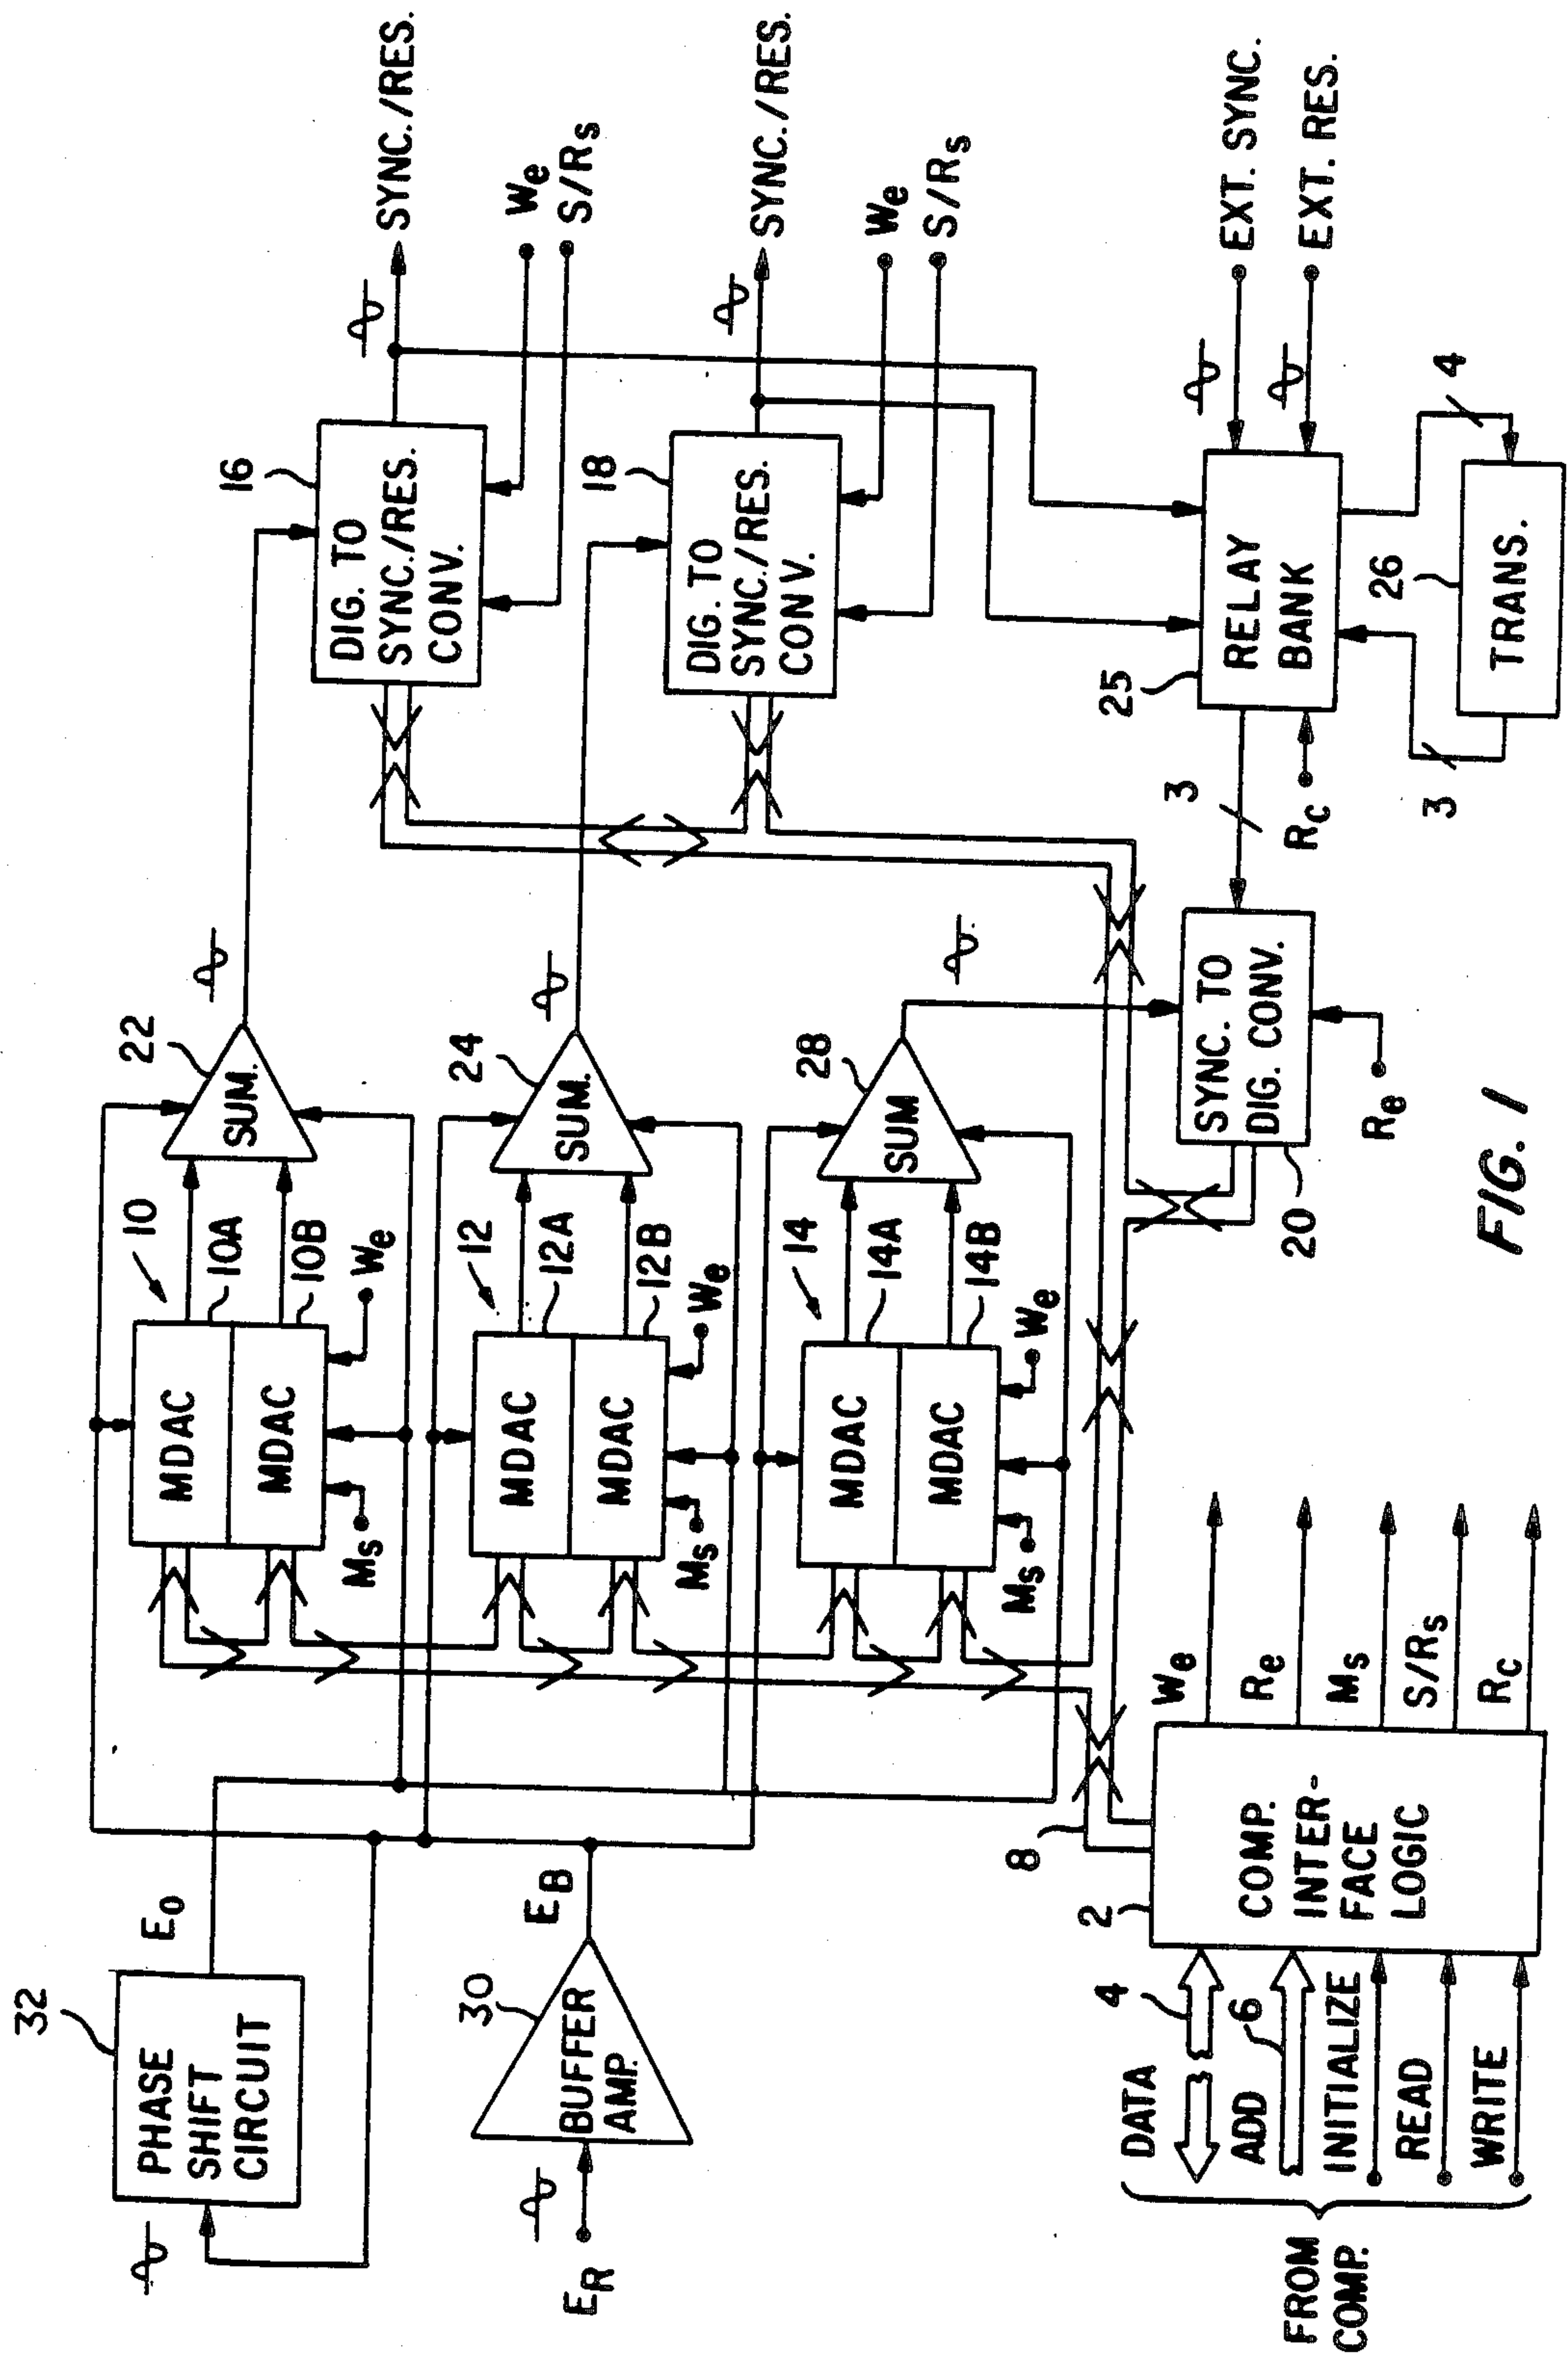 32
PHASE
SHIFT
CIRCUIT
E0
30
BUFFER
AMP.
ER
EB
10
MDAC
10A
MDAC
10B
Ms
We
22
SUM.
12
MDAC
12A
MDAC
12B
Ms
We
24
SUM.
14
MDAC
14A
MDAC
14B
Ms
We
28
SUM
16
DIG. TO
SYNC./RES.
CONV.
SYNC./RES.
We
S/Rs
18
DIG. TO
SYNC./RES.
CONV.
SYNC./RES.
We
S/Rs
8
2
COMP.
INTER-
FACE
LOGIC
DATA
4
ADD
6
INITIALIZE
READ
WRITE
FROM
COMP.
We
Re
Ms
S/Rs
Rc
SYNC. TO
DIG. CONV.
20
Re
3
25
RELAY
BANK
Rc
EXT. SYNC.
EXT. RES.
3
26
TRANS.
4
FIG. 1